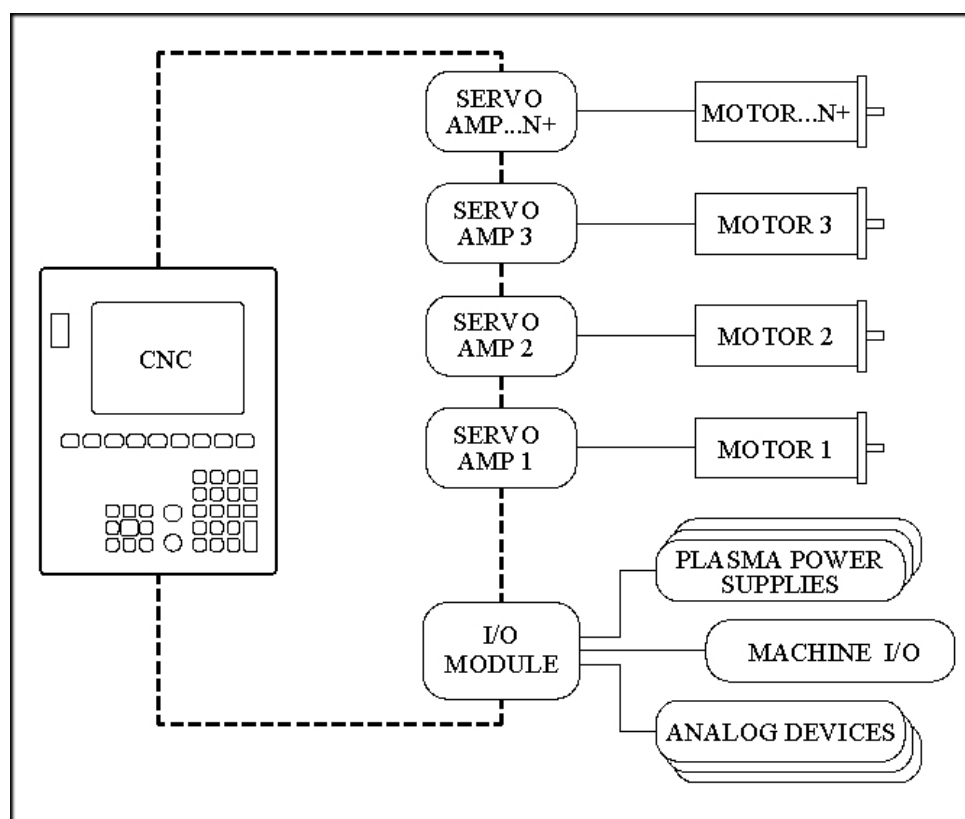 SERVO
AMP...N+
MOTOR...N+
SERVO
AMP 3
MOTOR 3
SERVO
AMP 2
MOTOR 2
CNC
SERVO
AMP 1
MOTOR 1
PLASMA POWER
SUPPLIES
I/O
MODULE
MACHINE I/O
ANALOG DEVICES